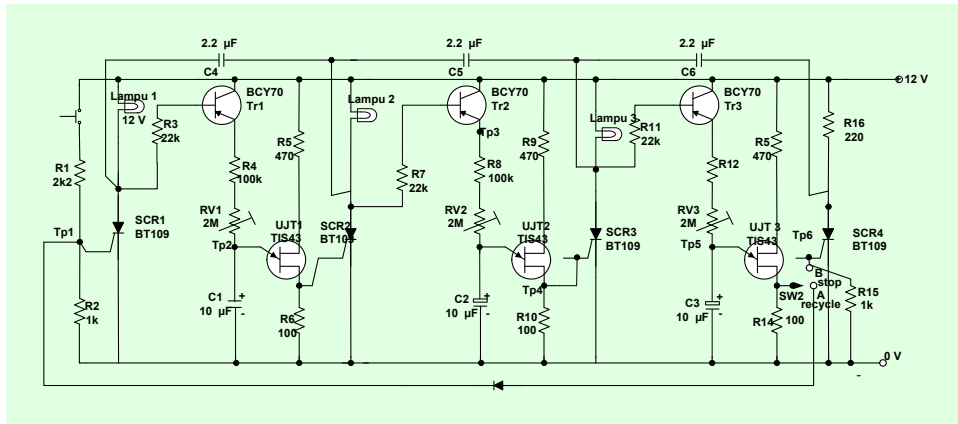 2.2 µF
C4
2.2 µF
C5
2.2 µF
C6
12 V
Lampu 1
12 V
R3
22k
BCY70
Tr1
R5
470
Lampu 2
BCY70
Tr2
Tp3
R9
470
Lampu 3
R11
22k
BCY70
Tr3
R5
470
R16
220
R1
2k2
R4
100k
R7
22k
R8
100k
R12
Tp1
SCR1
BT109
RV1
2M
Tp2
UJT1
TIS43
SCR2
BT109
RV2
2M
UJT2
TIS43
SCR3
BT109
RV3
2M
Tp5
UJT 3
TIS43
Tp6
SCR4
BT109
R2
1k
C1
10 µF
+
-
R6
100
C2
10 µF
+
-
Tp4
R10
100
C3
10 µF
+
-
R14
100
SW2
B
stop
A
recycle
R15
1k
0 V
-